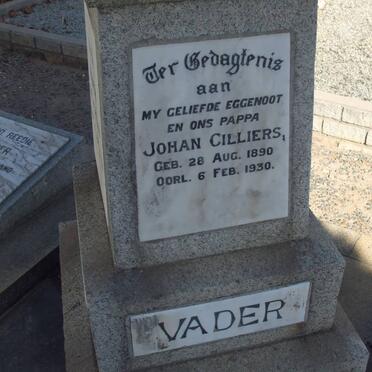 Ter Gedagtenis
aan
MY GELIEFDE EGGENOOT
EN ONS PAPPA
JOHAN CILLIERS,
GEB. 28 AUG. 1890
OORL. 6 FEB. 1930.
VADER